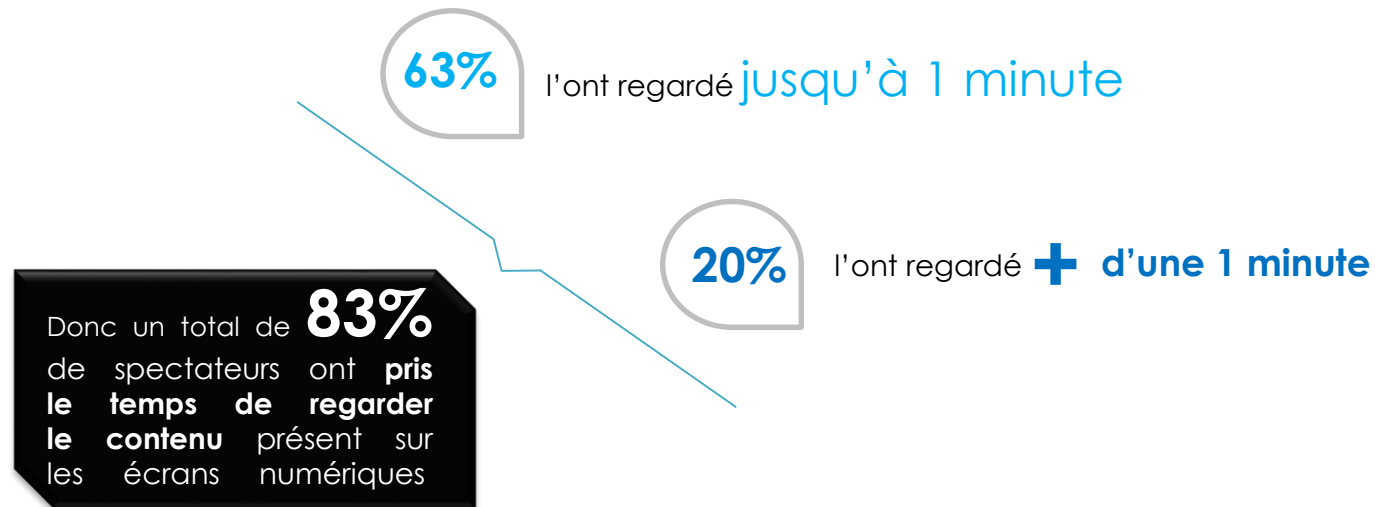 63% l’ont regardé jusqu’à 1 minute
20% l’ont regardé + d’une 1 minute
Donc un total de 83%
de spectateurs ont pris
le temps de regarder
le contenu présent sur
les écrans numériques